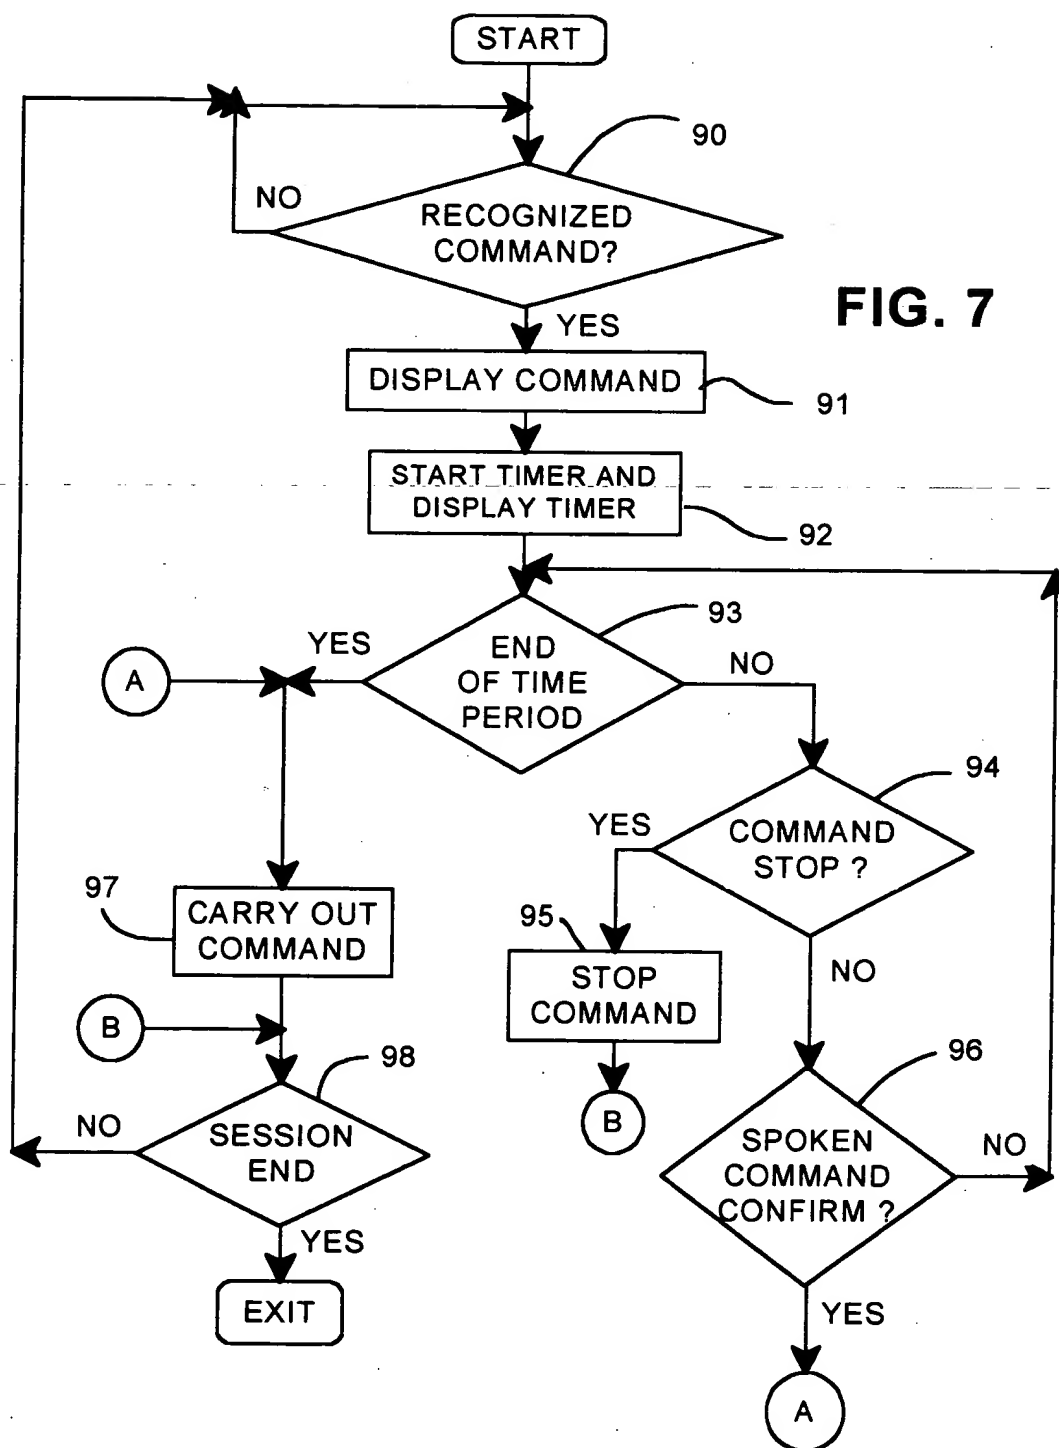 START
90
NO
RECOGNIZED
COMMAND?
FIG. 7
YES
DISPLAY COMMAND
91
START TIMER AND
DISPLAY TIMER
92
93
YES
END
OF TIME
PERIOD
NO
A
94
YES
COMMAND
STOP ?
97
CARRY OUT
COMMAND
95
STOP
COMMAND
NO
B
98
96
B
NO
SESSION
END
SPOKEN
COMMAND
CONFIRM ?
NO
YES
EXIT
YES
A